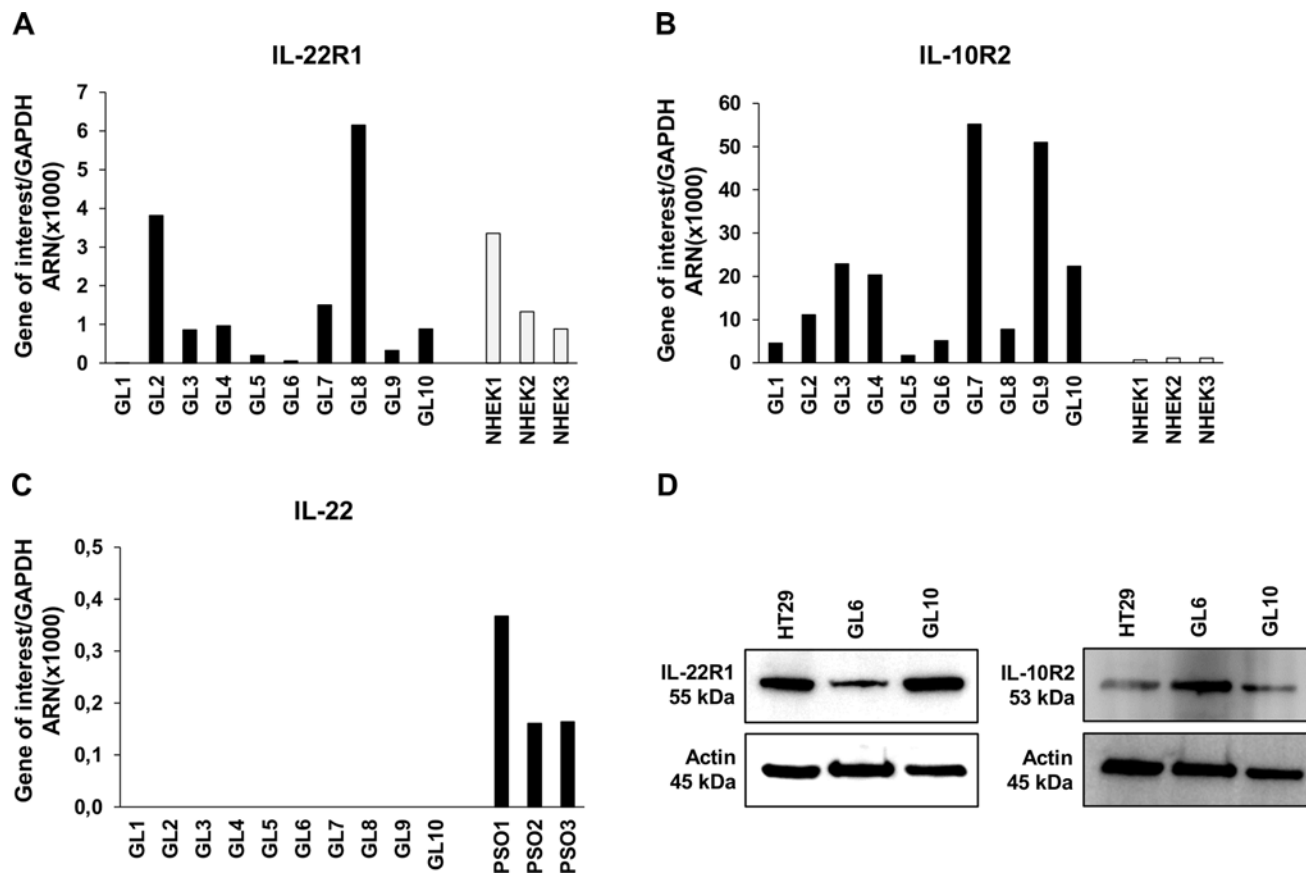 A
IL-22R1
Gene of interest/GAPDH
ARN(x1000)
7
6
5
4
3
2
1
0
GL1
GL2
GL3
GL4
GL5
GL6
GL7
GL8
GL9
GL10
NHEK1
NHEK2
NHEK3
B
IL-10R2
Gene of interest/GAPDH
ARN(x1000)
60
50
40
30
20
10
0
GL1
GL2
GL3
GL4
GL5
GL6
GL7
GL8
GL9
GL10
NHEK1
NHEK2
NHEK3
C
IL-22
Gene of interest/GAPDH
ARN(x1000)
0,5
0,4
0,3
0,2
0,1
0,0
GL1
GL2
GL3
GL4
GL5
GL6
GL7
GL8
GL9
GL10
PSO1
PSO2
PSO3
D
HT29
GL6
GL10
IL-22R1
55 kDa
Actin
45 kDa
HT29
GL6
GL10
IL-10R2
53 kDa
Actin
45 kDa